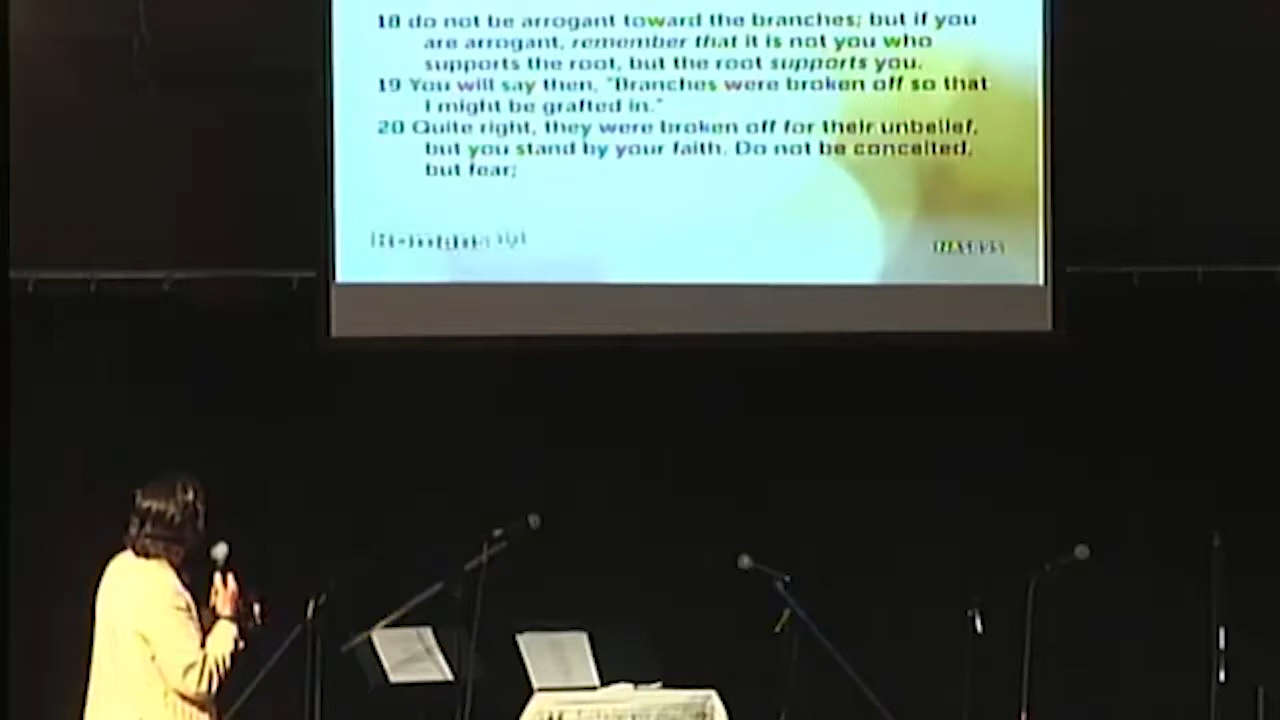 18 do not be arrogant toward the branches; but if you
are arrogant, remember that it is not you who
supports the root, but the root supports you.
19 You will say then, "Branches were broken off so that
I might be grafted in."
20 Quite right, they were broken off for their unbelief,
but you stand by your faith. Do not be conceited,
but fear;